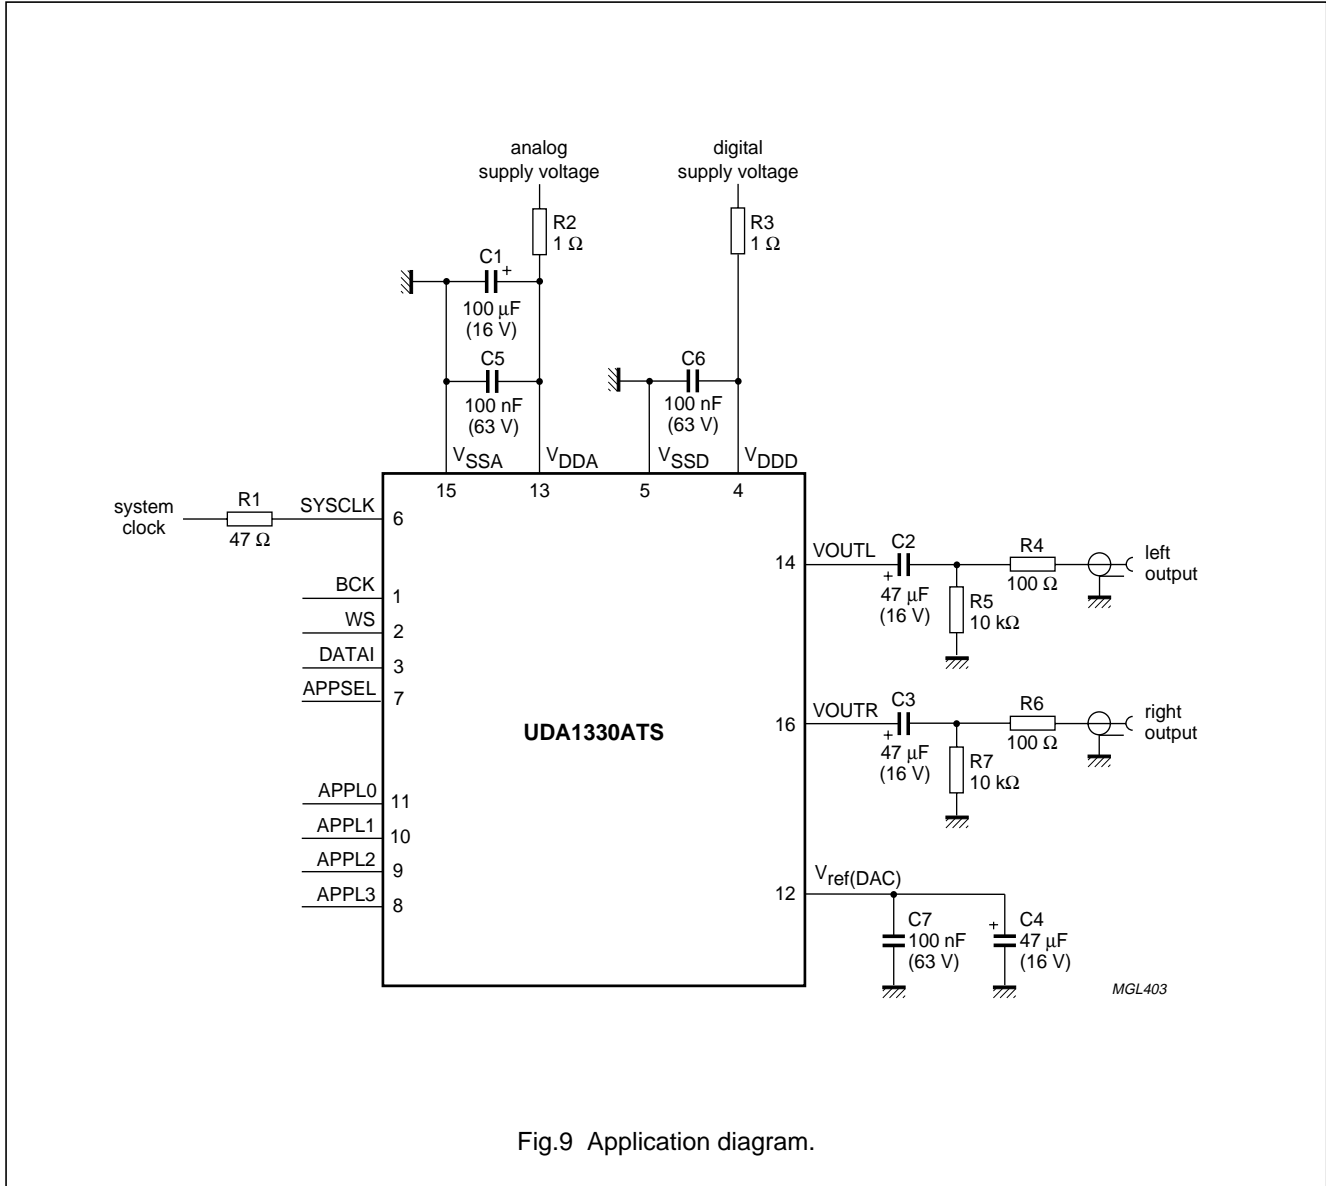 analog
supply voltage
digital
supply voltage
R2
1 Ω
R3
1 Ω
C1
+
100 μF
(16 V)
C5
100 nF
(63 V)
C6
100 nF
(63 V)
VSSA
VDDA
VSSD
VDDD
15
13
5
4
system
clock
R1
47 Ω
SYSCLK
6
BCK
1
WS
2
DATAI
3
APPSEL
7
APPL0
11
APPL1
10
APPL2
9
APPL3
8
UDA1330ATS
14
VOUTL
C2
+
47 μF
(16 V)
R5
10 kΩ
R4
100 Ω
left
output
16
VOUTR
C3
+
47 μF
(16 V)
R7
10 kΩ
R6
100 Ω
right
output
12
Vref(DAC)
C7
100 nF
(63 V)
+
C4
47 μF
(16 V)
MGL403
Fig.9 Application diagram.